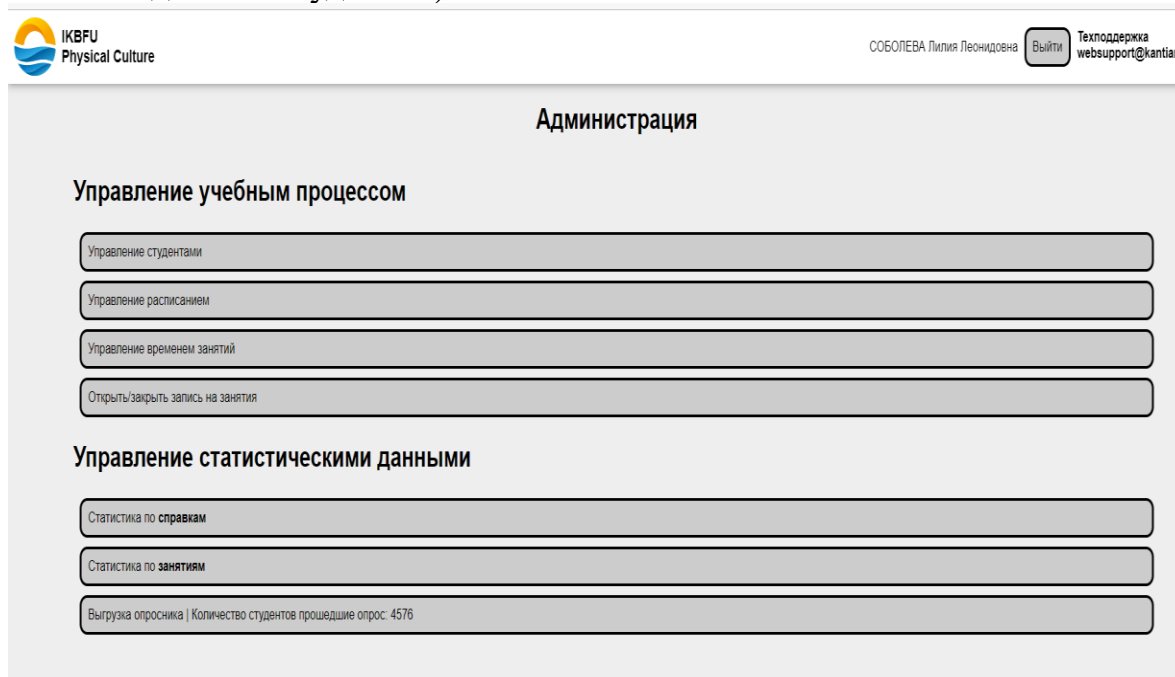 IKBFU
Physical Culture
СОБОЛЕВА Лилия Леонидовна
Выйти
Техподдержка
websupport@kantian
Администрация
Управление учебным процессом
Управление студентами
Управление расписанием
Управление временем занятий
Открыть/закрыть запись на занятия
Управление статистическими данными
Статистика по справкам
Статистика по занятиям
Выгрузка опросника | Количество студентов прошедшие опрос: 4576